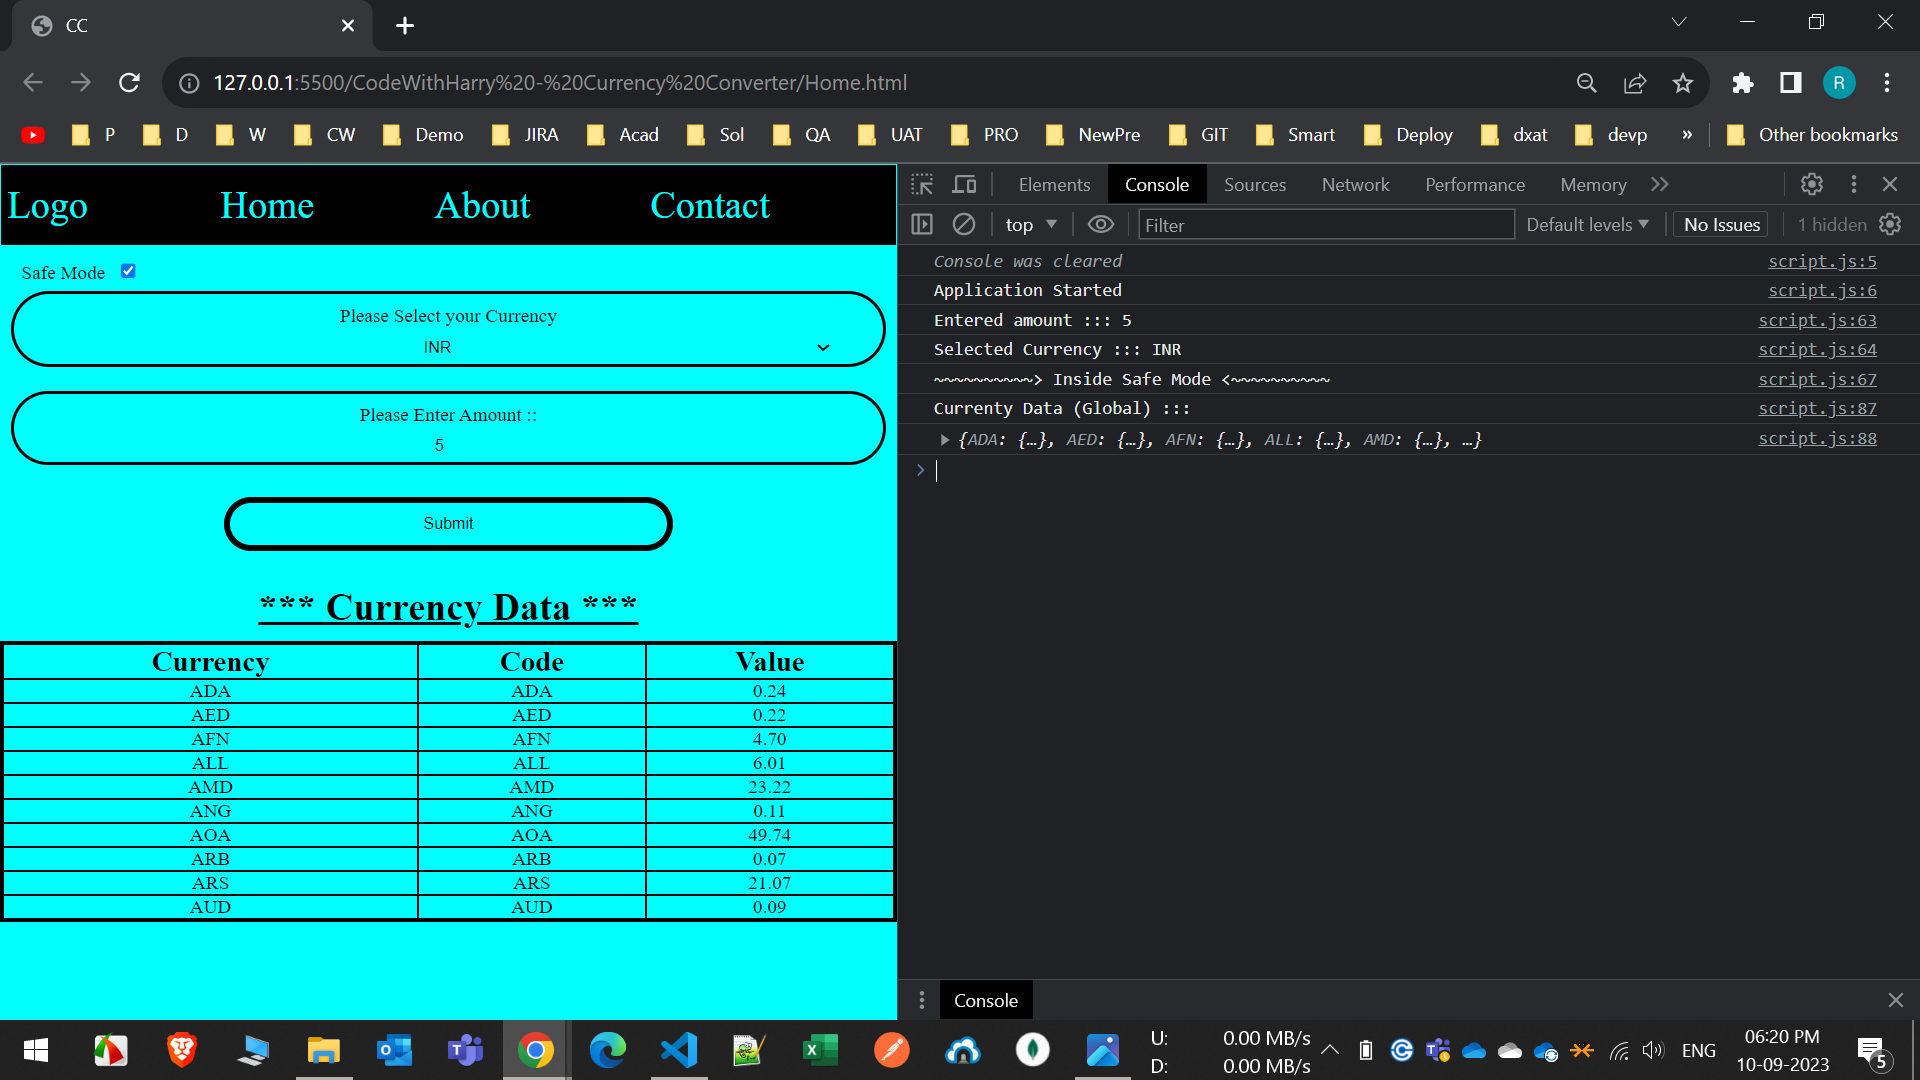 CC
127.0.0.1:5500/CodeWithHarry%20-%20Currency%20Converter/Home.html
R
P D W CW Demo JIRA Acad Sol QA UAT PRO NewPre GIT Smart Deploy dxat devp » Other bookmarks
Logo Home About Contact
Safe Mode
Please Select your Currency
INR
Please Enter Amount ::
5
Submit
*** Currency Data ***
Currency Code Value
ADA ADA 0.24
AED AED 0.22
AFN AFN 4.70
ALL ALL 6.01
AMD AMD 23.22
ANG ANG 0.11
AOA AOA 49.74
ARB ARB 0.07
ARS ARS 21.07
AUD AUD 0.09
Elements Console Sources Network Performance Memory
top Filter Default levels No Issues 1 hidden
Console was cleared script.js:5
Application Started script.js:6
Entered amount ::: 5 script.js:63
Selected Currency ::: INR script.js:64
~~~~~~~~~~> Inside Safe Mode <~~~~~~~~~~ script.js:67
Currenty Data (Global) ::: script.js:87
{ADA: {…}, AED: {…}, AFN: {…}, ALL: {…}, AMD: {…}, …} script.js:88
Console
U: 0.00 MB/s
D: 0.00 MB/s
ENG
06:20 PM
10-09-2023
5